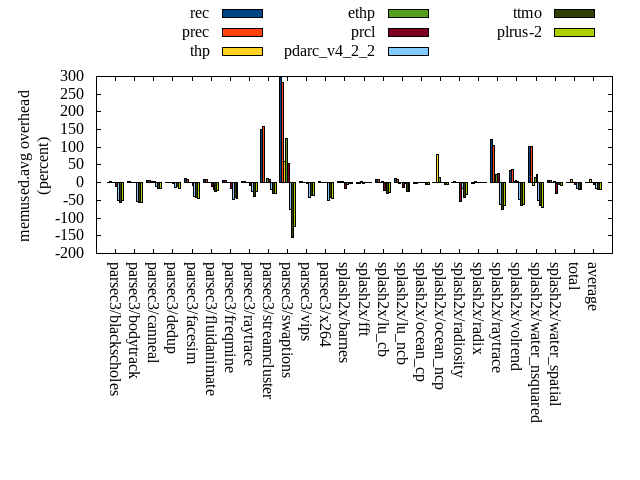 rec
prec
thp
ethp
prcl
pdarc_v4_2_2
ttmo
plrus-2
memused.avg overhead
(percent)
300
250
200
150
100
50
0
-50
-100
-150
-200
parsec3/blackscholes
parsec3/bodytrack
parsec3/canneal
parsec3/dedup
parsec3/facesim
parsec3/fluidanimate
parsec3/freqmine
parsec3/raytrace
parsec3/streamcluster
parsec3/swaptions
parsec3/vips
parsec3/x264
splash2x/barnes
splash2x/fft
splash2x/lu_cb
splash2x/lu_ncb
splash2x/ocean_cp
splash2x/ocean_ncp
splash2x/radiosity
splash2x/radix
splash2x/raytrace
splash2x/volrend
splash2x/water_nsquared
splash2x/water_spatial
total
average